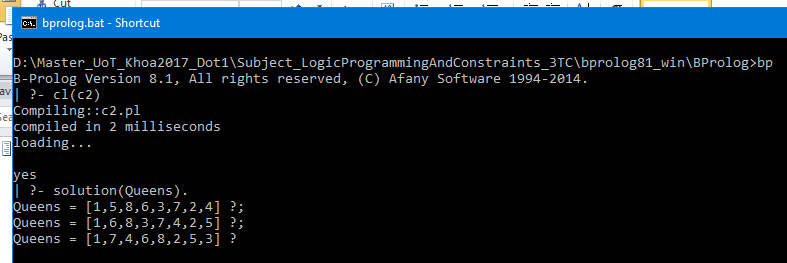 Cut
bprolog.bat - Shortcut
D:\Master_UoT_Khoa2017_Dot1\Subject_LogicProgrammingAndConstraints_3TC\bprolog81_win\BProlog>bp
B-Prolog Version 8.1, All rights reserved, (C) Afany Software 1994-2014.
| ?- cl(c2)
Compiling::c2.pl
compiled in 2 milliseconds
loading...
yes
| ?- solution(Queens).
Queens = [1,5,8,6,3,7,2,4] ?;
Queens = [1,6,8,3,7,4,2,5] ?;
Queens = [1,7,4,6,8,2,5,3] ?